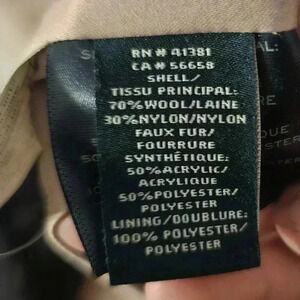 RN # 41381
CA # 56658
SHELL/
TISSU PRINCIPAL:
70% WOOL/LAINE
30% NYLON/NYLON
FAUX FUR/
FOURRURE
SYNTHÉTIQUE:
50% ACRYLIC/
ACRYLIQUE
50% POLYESTER/
POLYESTER
LINING/DOUBLURE:
100% POLYESTER/
POLYESTER